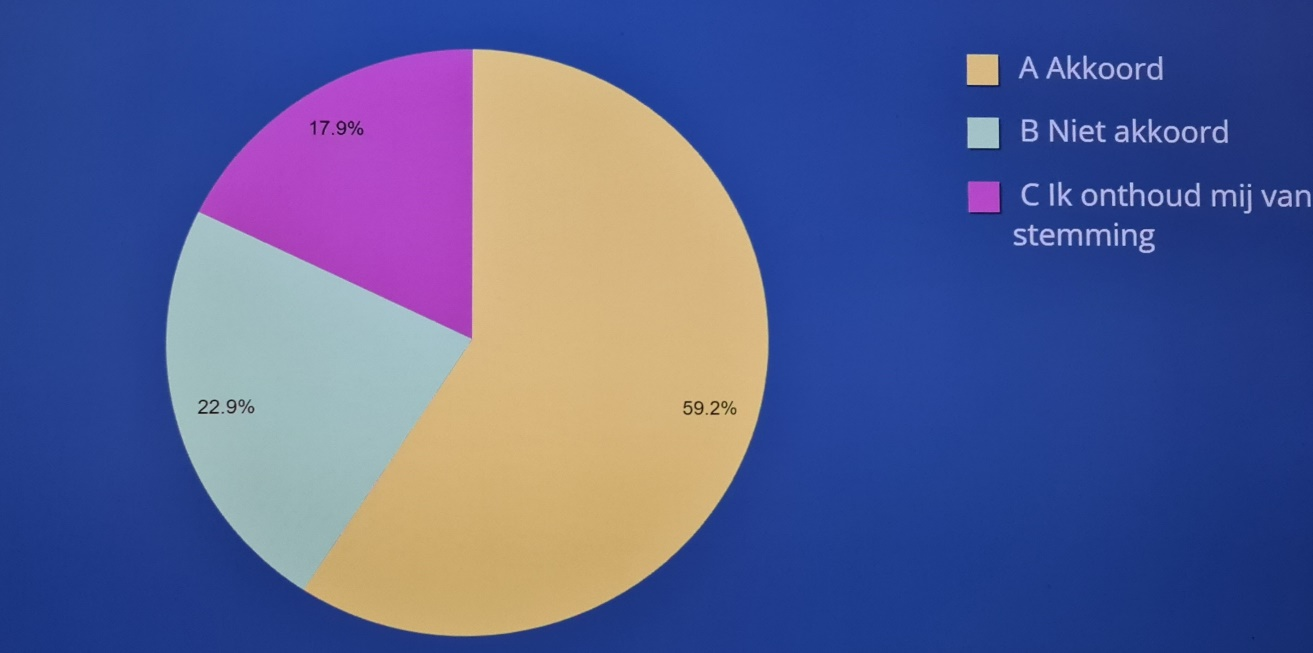 17.9%
22.9%
59.2%
A Akkoord
B Niet akkoord
C Ik onthoud mij van
stemming